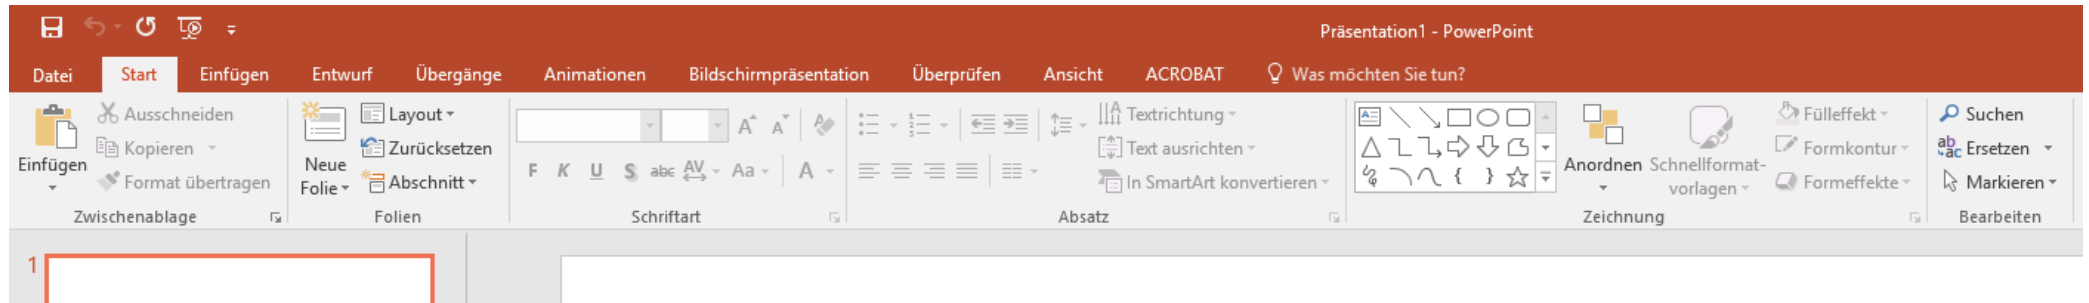 Präsentation1 - PowerPoint
Datei Start Einfügen Entwurf Übergänge Animationen Bildschirmpräsentation Überprüfen Ansicht ACROBAT Was möchten Sie tun?
Einfügen
Ausschneiden
Kopieren
Format übertragen
Zwischenablage
Neue
Folie
Layout
Zurücksetzen
Abschnitt
Folien
A A
F K U S abc AV Aa A
Schriftart
Textrichtung
Text ausrichten
In SmartArt konvertieren
Absatz
Anordnen
Schnellformat-
vorlagen
Fülleffekt
Formkontur
Formeffekte
Zeichnung
Suchen
Ersetzen
Markieren
Bearbeiten
1